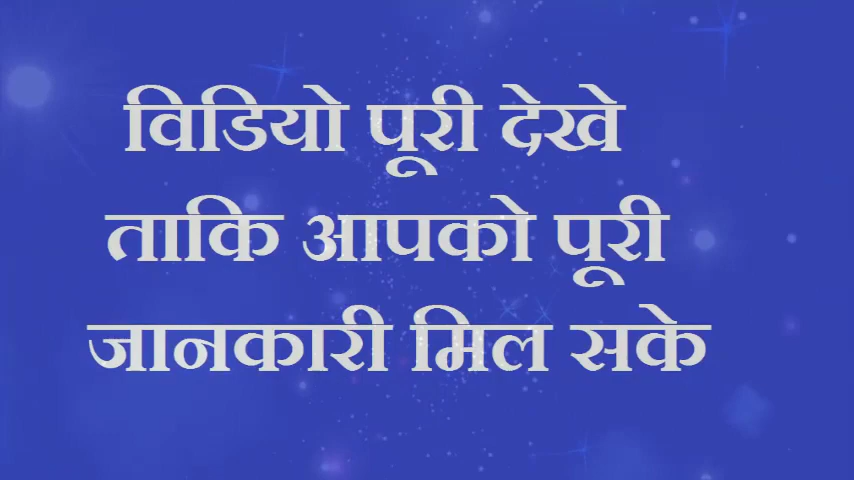 विडियो पूरी देखे
ताकि आपको पूरी
जानकारी मिल सके